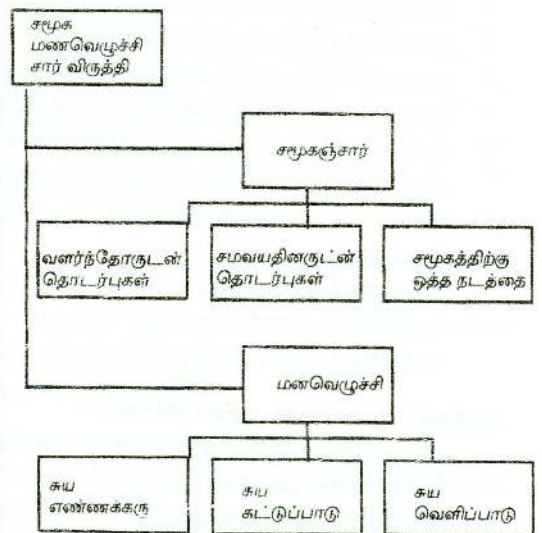 சமூக
மணவெழுச்சி
சார் விருத்தி
சமூகஞ்சார்
வளர்ந்தோருடன்
தொடர்புகள்
சமவயதினருடன்
தொடர்புகள்
சமூகத்திற்கு
ஒத்த நடத்தை
மனவெழுச்சி
சுய
எண்ணக்கரு
சுய
கட்டுப்பாடு
சுய
வெளிப்பாடு